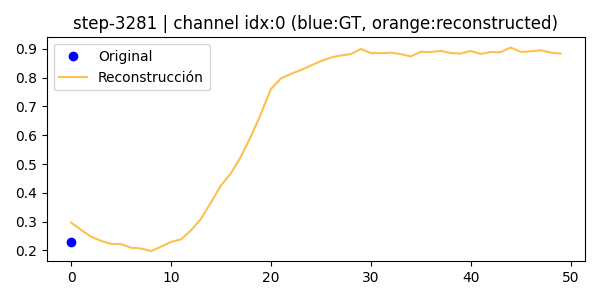 step-3281 | channel idx:0 (blue:GT, orange:reconstructed)
Original
Reconstrucción
0.9
0.8
0.7
0.6
0.5
0.4
0.3
0.2
0 10 20 30 40 50